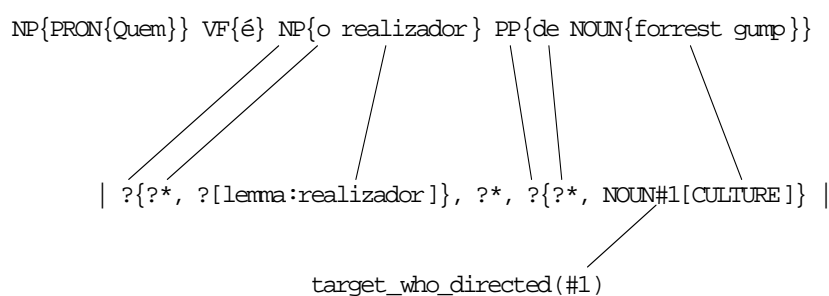 NP{PRON{Quem}} VF{é} NP{o realizador} PP{de NOUN{forrest gump}}
| ?{?*, ?[lemma:realizador]}, ?*, ?{?*, NOUN#1[CULTURE]} |
target_who_directed(#1)